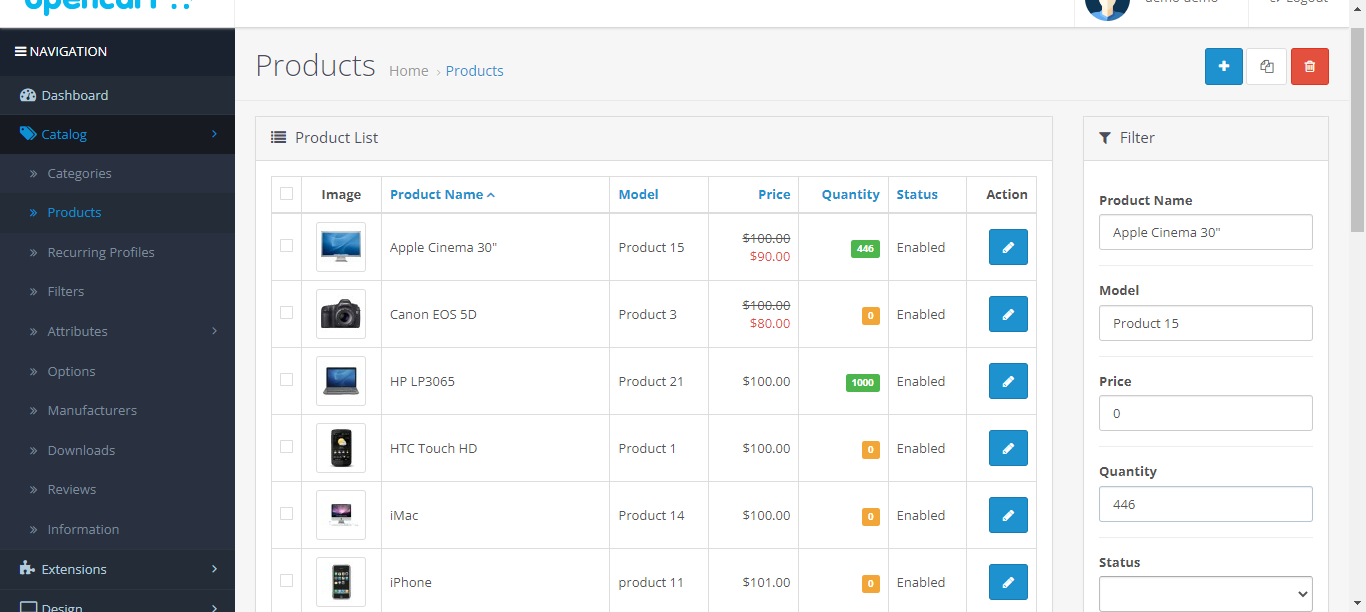 opencart
demo demo
Logout
NAVIGATION
Dashboard
Catalog
Categories
Products
Recurring Profiles
Filters
Attributes
Options
Manufacturers
Downloads
Reviews
Information
Extensions
Design
Products Home › Products
Product List
Image Product Name Model Price Quantity Status Action
Apple Cinema 30" Product 15 $100.00 $90.00 446 Enabled
Canon EOS 5D Product 3 $100.00 $80.00 0 Enabled
HP LP3065 Product 21 $100.00 1000 Enabled
HTC Touch HD Product 1 $100.00 0 Enabled
iMac Product 14 $100.00 0 Enabled
iPhone product 11 $101.00 0 Enabled
Filter
Product Name
Apple Cinema 30"
Model
Product 15
Price
0
Quantity
446
Status